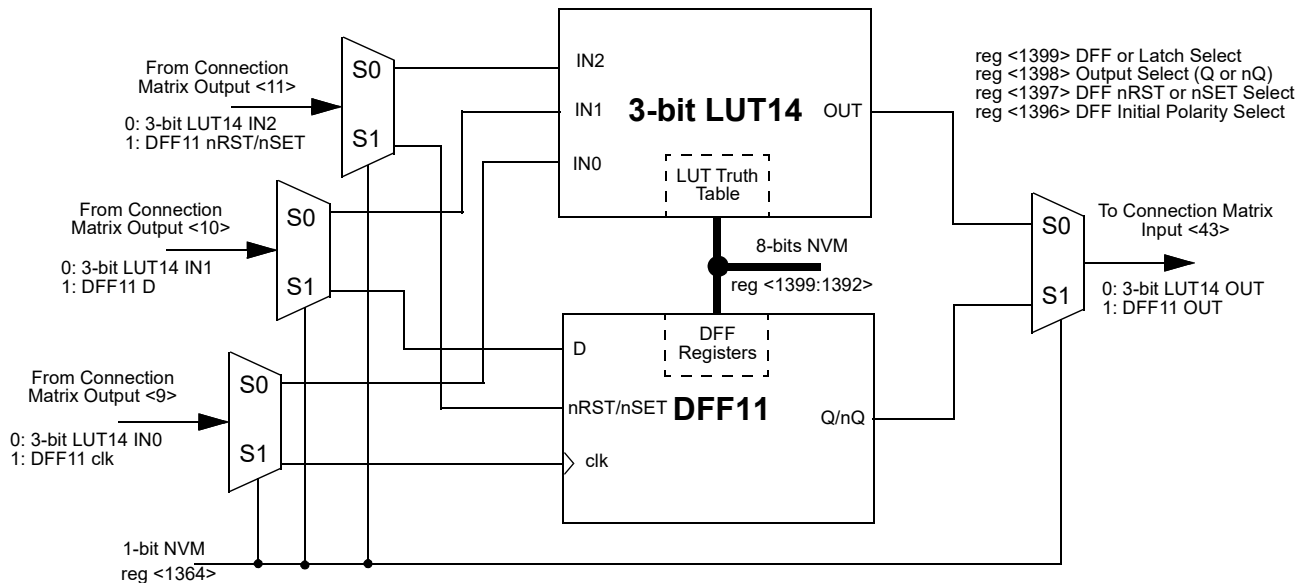 From Connection
Matrix Output <11>
0: 3-bit LUT14 IN2
1: DFF11 nRST/nSET
S0
S1
From Connection
Matrix Output <10>
0: 3-bit LUT14 IN1
1: DFF11 D
S0
S1
From Connection
Matrix Output <9>
0: 3-bit LUT14 IN0
1: DFF11 clk
S0
S1
1-bit NVM
reg <1364>
IN2
IN1
IN0
3-bit LUT14
OUT
LUT Truth
Table
8-bits NVM
reg <1399:1392>
DFF
Registers
D
nRST/nSET
clk
DFF11
Q/nQ
reg <1399> DFF or Latch Select
reg <1398> Output Select (Q or nQ)
reg <1397> DFF nRST or nSET Select
reg <1396> DFF Initial Polarity Select
S0
S1
To Connection Matrix
Input <43>
0: 3-bit LUT14 OUT
1: DFF11 OUT